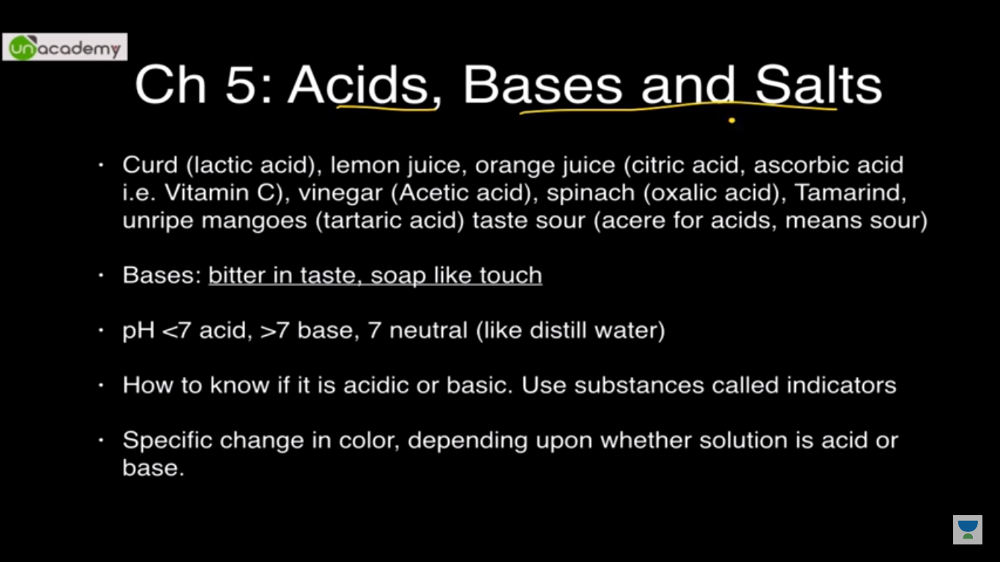 unacademy
Ch 5: Acids, Bases and Salts
• Curd (lactic acid), lemon juice, orange juice (citric acid, ascorbic acid
i.e. Vitamin C), vinegar (Acetic acid), spinach (oxalic acid), Tamarind,
unripe mangoes (tartaric acid) taste sour (acere for acids, means sour)
• Bases: bitter in taste, soap like touch
• pH <7 acid, >7 base, 7 neutral (like distill water)
• How to know if it is acidic or basic. Use substances called indicators
• Specific change in color, depending upon whether solution is acid or
base.